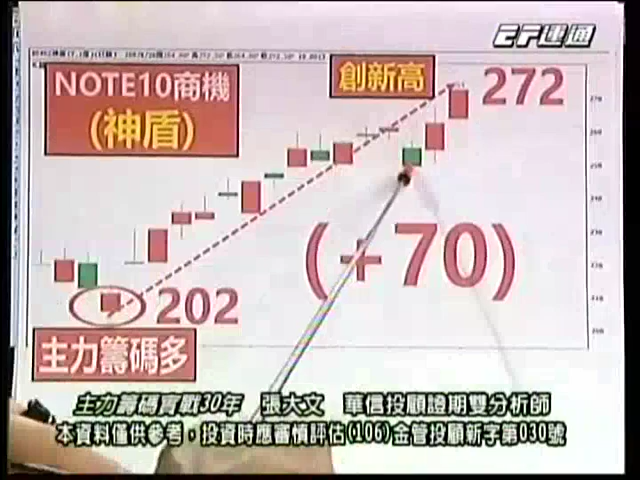 EF建通
NOTE10商機
(神盾)
創新高
272
(+70)
202
主力籌碼多
主力籌碼實戰30年 張大文 華信投顧證期雙分析師
本資料僅供參考，投資時應審慎評估(106)金管投顧新字第030號